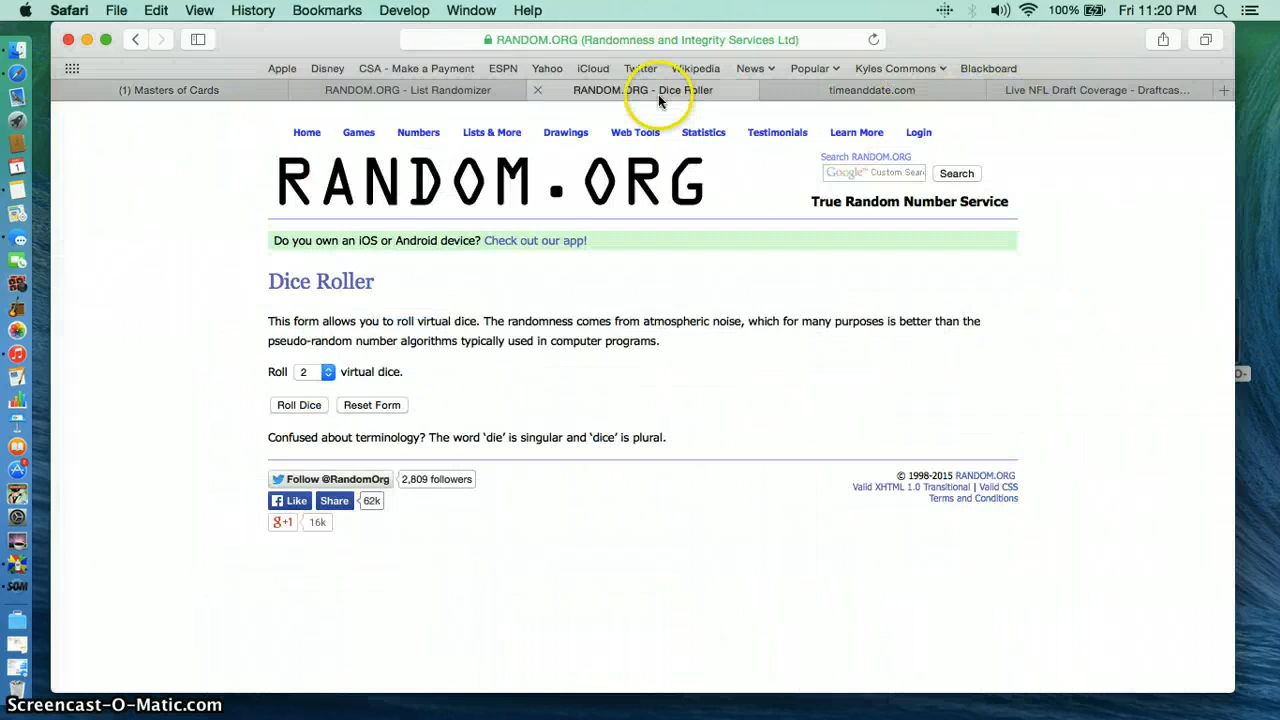 Safari File Edit View History Bookmarks Develop Window Help 100% Fri 11:20 PM
RANDOM.ORG (Randomness and Integrity Services Ltd)
Apple Disney CSA - Make a Payment ESPN Yahoo iCloud Twitter Wikipedia News Popular Kyles Commons Blackboard
(1) Masters of Cards RANDOM.ORG - List Randomizer RANDOM.ORG - Dice Roller timeanddate.com Live NFL Draft Coverage - Draftcas...
Home Games Numbers Lists & More Drawings Web Tools Statistics Testimonials Learn More Login
RANDOM.ORG
Search RANDOM.ORG
Google™ Custom Sear Search
True Random Number Service
Do you own an iOS or Android device? Check out our app!
Dice Roller
This form allows you to roll virtual dice. The randomness comes from atmospheric noise, which for many purposes is better than the
pseudo-random number algorithms typically used in computer programs.
Roll 2 virtual dice.
Roll Dice Reset Form
Confused about terminology? The word ‘die’ is singular and ‘dice’ is plural.
Follow @RandomOrg 2,809 followers
Like Share 62k
g+1 16k
© 1998-2015 RANDOM.ORG
Valid XHTML 1.0 Transitional | Valid CSS
Terms and Conditions
Screencast-O-Matic.com